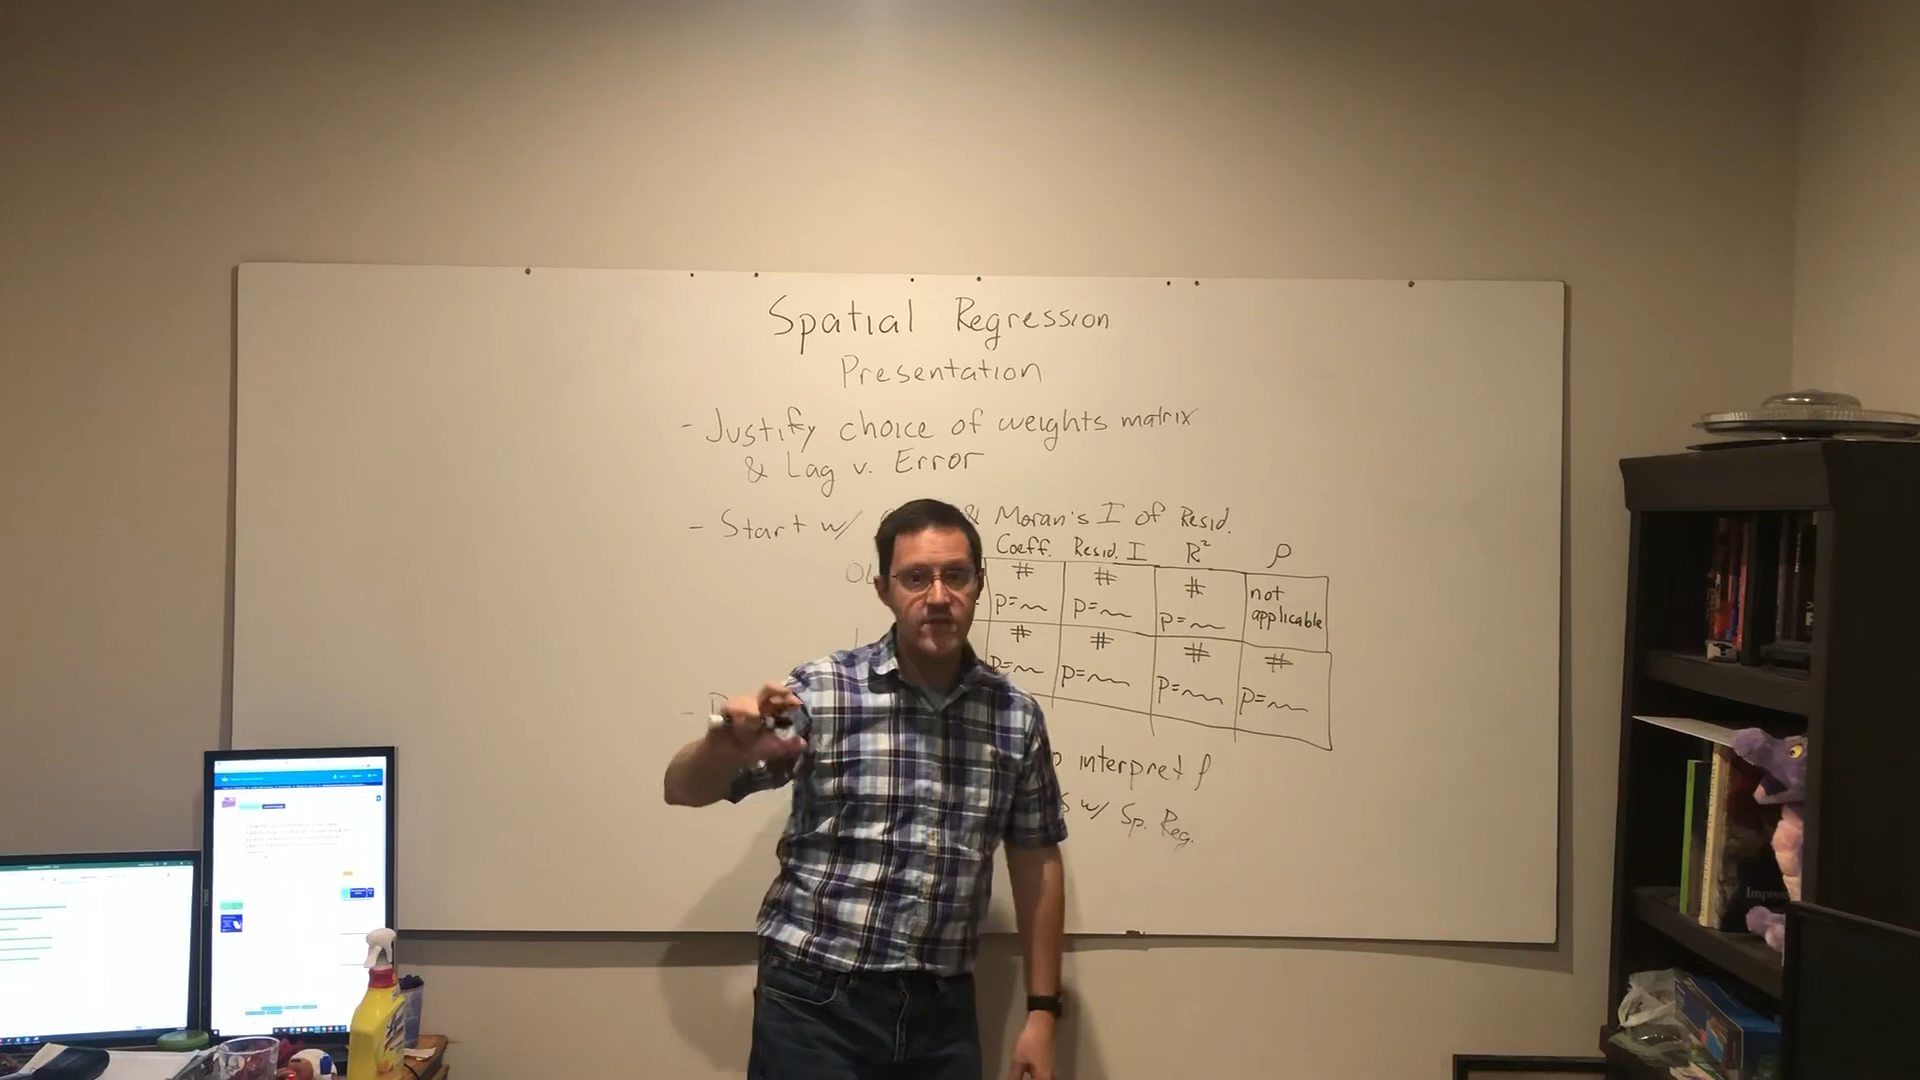 Spatial Regression
Presentation
- Justify choice of weights matrix
& Lag v. Error
- Start w/ & Moran's I of Resid.
Coeff. Resid. I R² ρ
# # # not applicable
p= p= p=
# # # #
p= p= p= p=
interpret ρ
w/ Sp. Reg.